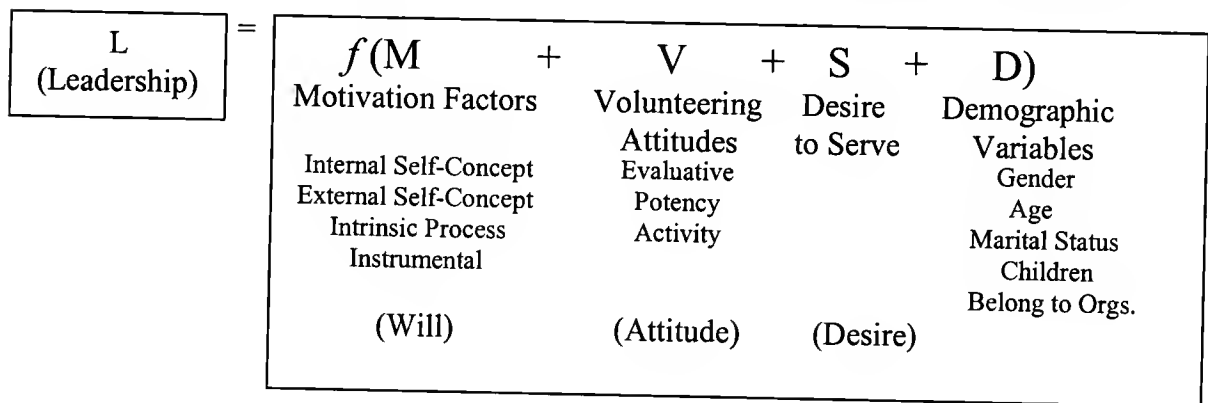 L = f(M + V + S + D)
(Leadership) Motivation Factors Volunteering Desire Demographic
Attitudes to Serve Variables
Internal Self-Concept Evaluative Gender
External Self-Concept Potency Age
Intrinsic Process Activity Marital Status
Instrumental Children
Belong to Orgs.
(Will) (Attitude) (Desire)